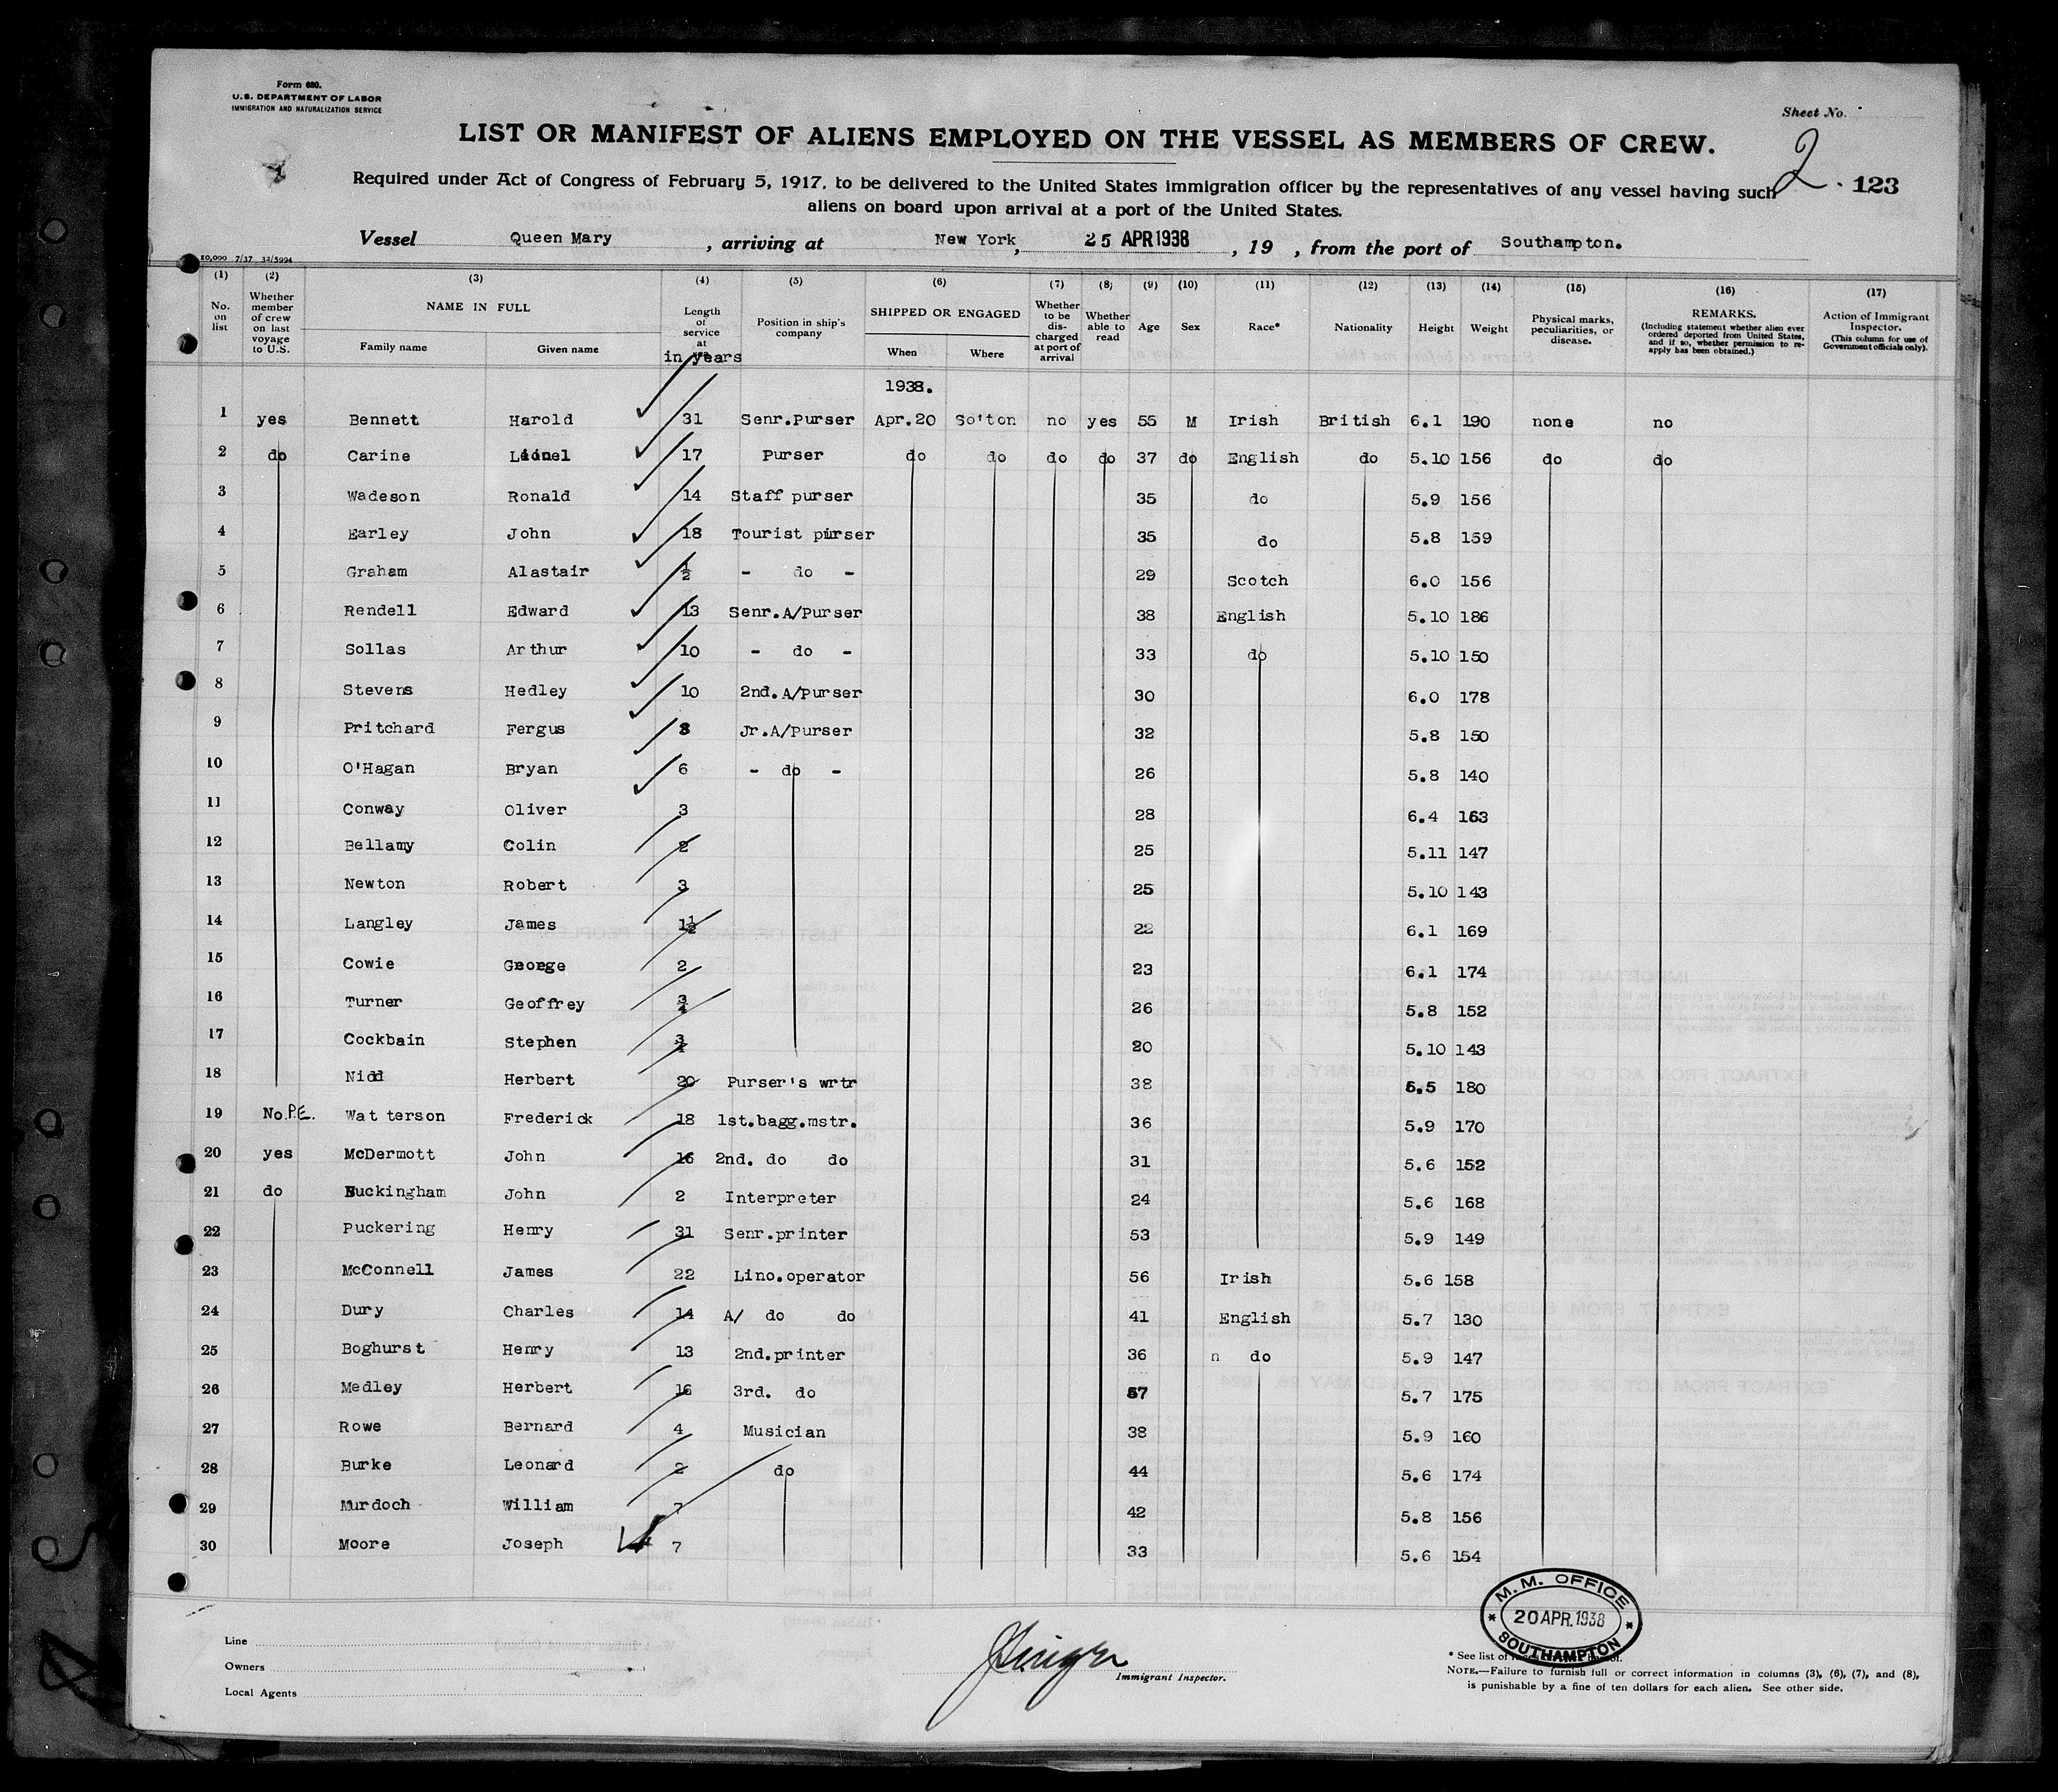 Form 680.
U.S. DEPARTMENT OF LABOR
IMMIGRATION AND NATURALIZATION SERVICE
Sheet No.
2. 123
LIST OR MANIFEST OF ALIENS EMPLOYED ON THE VESSEL AS MEMBERS OF CREW.
Required under Act of Congress of February 5, 1917, to be delivered to the United States immigration officer by the representatives of any vessel having such
aliens on board upon arrival at a port of the United States.
Vessel Queen Mary, arriving at New York, 25 APR 1938, 19 , from the port of Southampton.
10,000 7/37 32/5994
(1) (2) (3) (4) (5) (6) (7) (8) (9) (10) (11) (12) (13) (14) (15) (16) (17)
No. on list Whether member of crew on last voyage to U.S. NAME IN FULL Family name Given name Length of service at in years Position in ship's company SHIPPED OR ENGAGED When Where Whether to be discharged at port of arrival Whether able to read Age Sex Race* Nationality Height Weight Physical marks, peculiarities, or disease. REMARKS. (Including statement whether alien ever ordered deported from United States, and if so, whether permission to reapply has been obtained.) Action of Immigrant Inspector. (This column for use of Government officials only).
1938.
1 yes Bennett Harold 31 Senr.Purser Apr.20 So'ton no yes 55 M Irish British 6.1 190 none no
2 do Carine Lionel 17 Purser do do do do 37 do English do 5.10 156 do do
3 Wadeson Ronald 14 Staff purser 35 do 5.9 156
4 Earley John 18 Tourist purser 35 do 5.8 159
5 Graham Alastair ½ - do - 29 Scotch 6.0 156
6 Rendell Edward 13 Senr.A/Purser 38 English 5.10 186
7 Sollas Arthur 10 - do - 33 do 5.10 150
8 Stevens Hedley 10 2nd.A/Purser 30 6.0 178
9 Pritchard Fergus 8 Jr.A/Purser 32 5.8 150
10 O'Hagan Bryan 6 - do - 26 5.8 140
11 Conway Oliver 3 28 6.4 163
12 Bellamy Colin 2 25 5.11 147
13 Newton Robert 3 25 5.10 143
14 Langley James 1½ 22 6.1 169
15 Cowie George 2 23 6.1 174
16 Turner Geoffrey ¾ 26 5.8 152
17 Cockbain Stephen ¾ 20 5.10 143
18 Nidd Herbert 20 Purser's wrtr 38 5.5 180
19 No.P.E. Watterson Frederick 18 1st.bagg.mstr. 36 5.9 170
20 yes McDermott John 16 2nd. do do 31 5.6 152
21 do Buckingham John 2 Interpreter 24 5.6 168
22 Puckering Henry 31 Senr.printer 53 5.9 149
23 McConnell James 22 Lino.operator 56 Irish 5.6 158
24 Dury Charles 14 A/ do do 41 English 5.7 130
25 Boghurst Henry 13 2nd.printer 36 n do 5.9 147
26 Medley Herbert 16 3rd. do 57 5.7 175
27 Rowe Bernard 4 Musician 38 5.9 160
28 Burke Leonard 2 do 44 5.6 174
29 Murdoch William 7 42 5.8 156
30 Moore Joseph 7 33 5.6 154
M.M. OFFICE
20 APR. 1938
SOUTHAMPTON
Line
Owners
Local Agents
Immigrant Inspector.
* See list of
NOTE.—Failure to furnish full or correct information in columns (3), (6), (7), and (8),
is punishable by a fine of ten dollars for each alien. See other side.